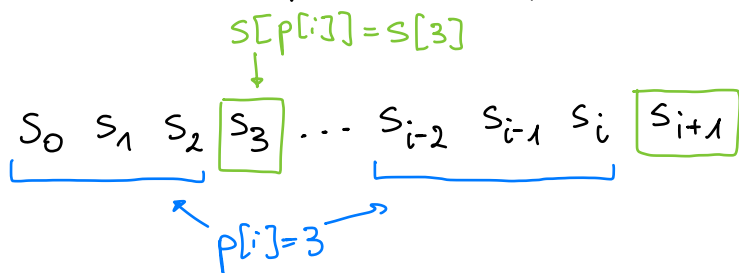 s[p[i]]=s[3]
s₀ s₁ s₂ s₃ ... sᵢ₋₂ sᵢ₋₁ sᵢ sᵢ₊₁
p[i]=3